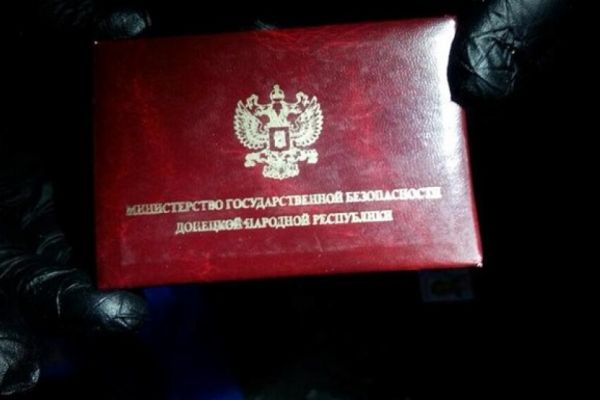 МИНИСТЕРСТВО ГОСУДАРСТВЕННОЙ БЕЗОПАСНОСТИ
ДОНЕЦКОЙ НАРОДНОЙ РЕСПУБЛИКИ